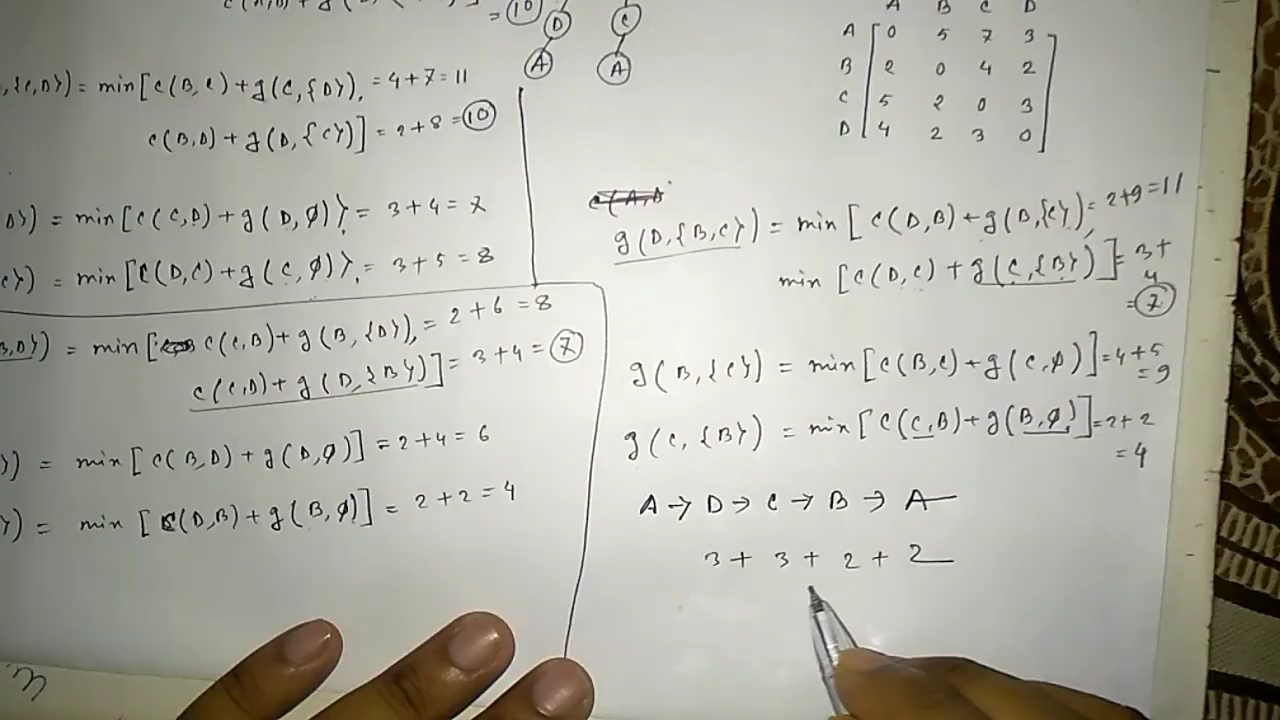 = 10
D C
A A
,{C,D}) = min[C(B,C)+g(C,{D}), = 4+7=11
C(B,D)+g(D,{C})] = 2+8 = 10
D}) = min[C(C,D)+g(D,φ)}, = 3+4 = 7
C}) = min[C(D,C)+g(C,φ)}, = 3+5 = 8
B,D}) = min[ C(C,B)+g(B,{D}), = 2+6 = 8
C(C,D)+g(D,{B})] = 3+4 = 7
}) = min[C(B,D)+g(D,φ)] = 2+4 = 6
}) = min[C(D,B)+g(B,φ)] = 2+2 = 4
A B C D
A 0 5 7 3
B 2 0 4 2
C 5 2 0 3
D 4 2 3 0
g(D,{B,C}) = min[C(D,B)+g(B,{C}), = 2+9 = 11
min[C(D,C)+g(C,{B})] = 3+
4
= 7
g(B,{C}) = min[C(B,C)+g(C,φ)] = 4+5
= 9
g(C,{B}) = min[C(C,B)+g(B,φ)] = 2+2
= 4
A → D → C → B → A
3 + 3 + 2 + 2